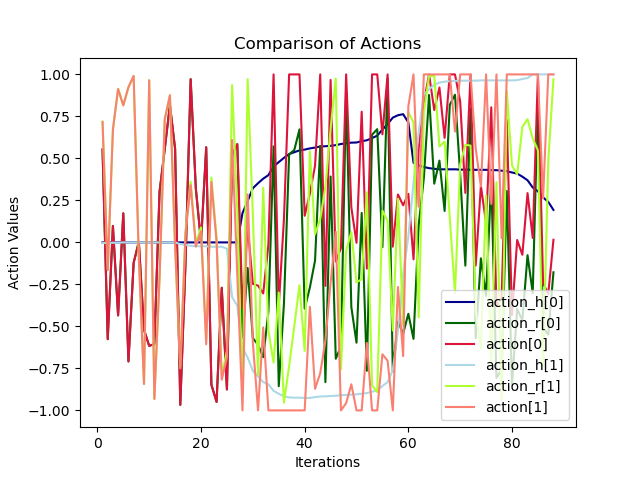 Comparison of Actions
1.00
0.75
0.50
0.25
0.00
−0.25
−0.50
−0.75
−1.00
Action Values
0 20 40 60 80
Iterations
action_h[0]
action_r[0]
action[0]
action_h[1]
action_r[1]
action[1]